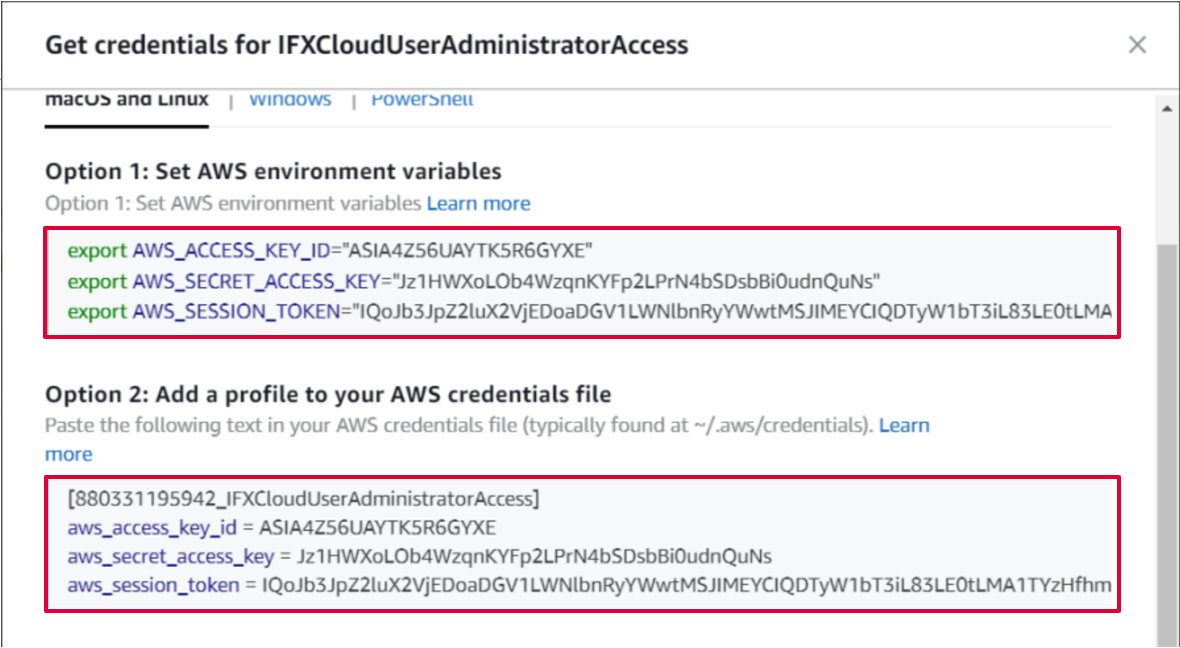 Get credentials for IFXCloudUserAdministratorAccess
macOS and Linux | Windows | PowerShell
Option 1: Set AWS environment variables
Option 1: Set AWS environment variables Learn more
export AWS_ACCESS_KEY_ID="ASIA4Z56UAYTK5R6GYXE"
export AWS_SECRET_ACCESS_KEY="Jz1HWXoLOb4WzqnKYFp2LPrN4bSDsbBi0udnQuNs"
export AWS_SESSION_TOKEN="IQoJb3JpZ2luX2VjEDoaDGV1LWNlbnRyYWwtMSJIMEYCIQDTyW1bT3iL83LE0tLMA
Option 2: Add a profile to your AWS credentials file
Paste the following text in your AWS credentials file (typically found at ~/.aws/credentials). Learn
more
[880331195942_IFXCloudUserAdministratorAccess]
aws_access_key_id = ASIA4Z56UAYTK5R6GYXE
aws_secret_access_key = Jz1HWXoLOb4WzqnKYFp2LPrN4bSDsbBi0udnQuNs
aws_session_token = IQoJb3JpZ2luX2VjEDoaDGV1LWNlbnRyYWwtMSJIMEYCIQDTyW1bT3iL83LE0tLMA1TYzHfhm